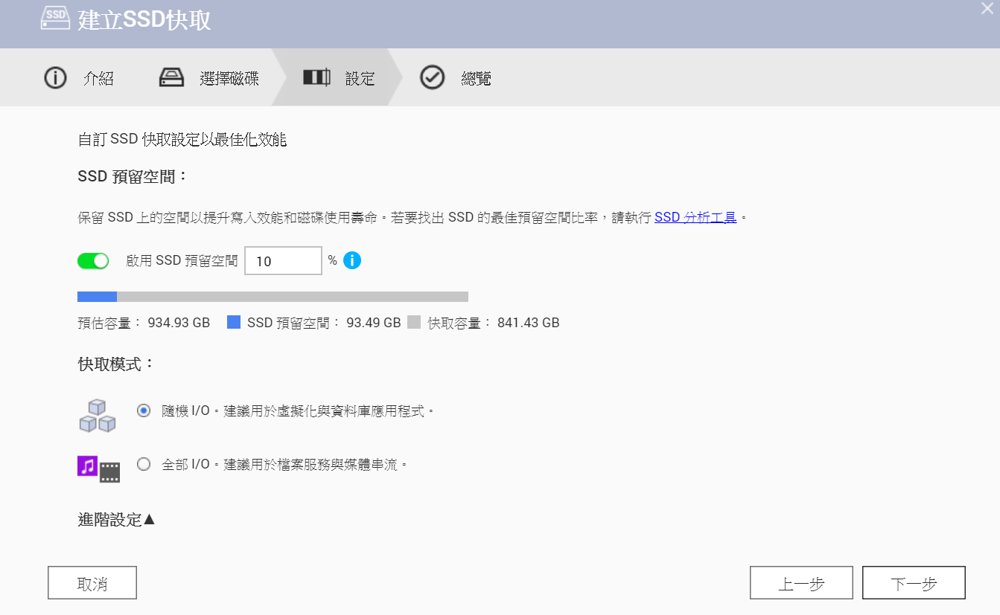 SSD 建立SSD快取
介紹 選擇磁碟 設定 總覽
自訂 SSD 快取設定以最佳化效能
SSD 預留空間：
保留 SSD 上的空間以提升寫入效能和磁碟使用壽命。若要找出 SSD 的最佳預留空間比率，請執行 SSD 分析工具。
啟用 SSD 預留空間 10 %
預估容量： 934.93 GB SSD 預留空間： 93.49 GB 快取容量： 841.43 GB
快取模式：
隨機 I/O。建議用於虛擬化與資料庫應用程式。
全部 I/O。建議用於檔案服務與媒體串流。
進階設定▲
取消 上一步 下一步